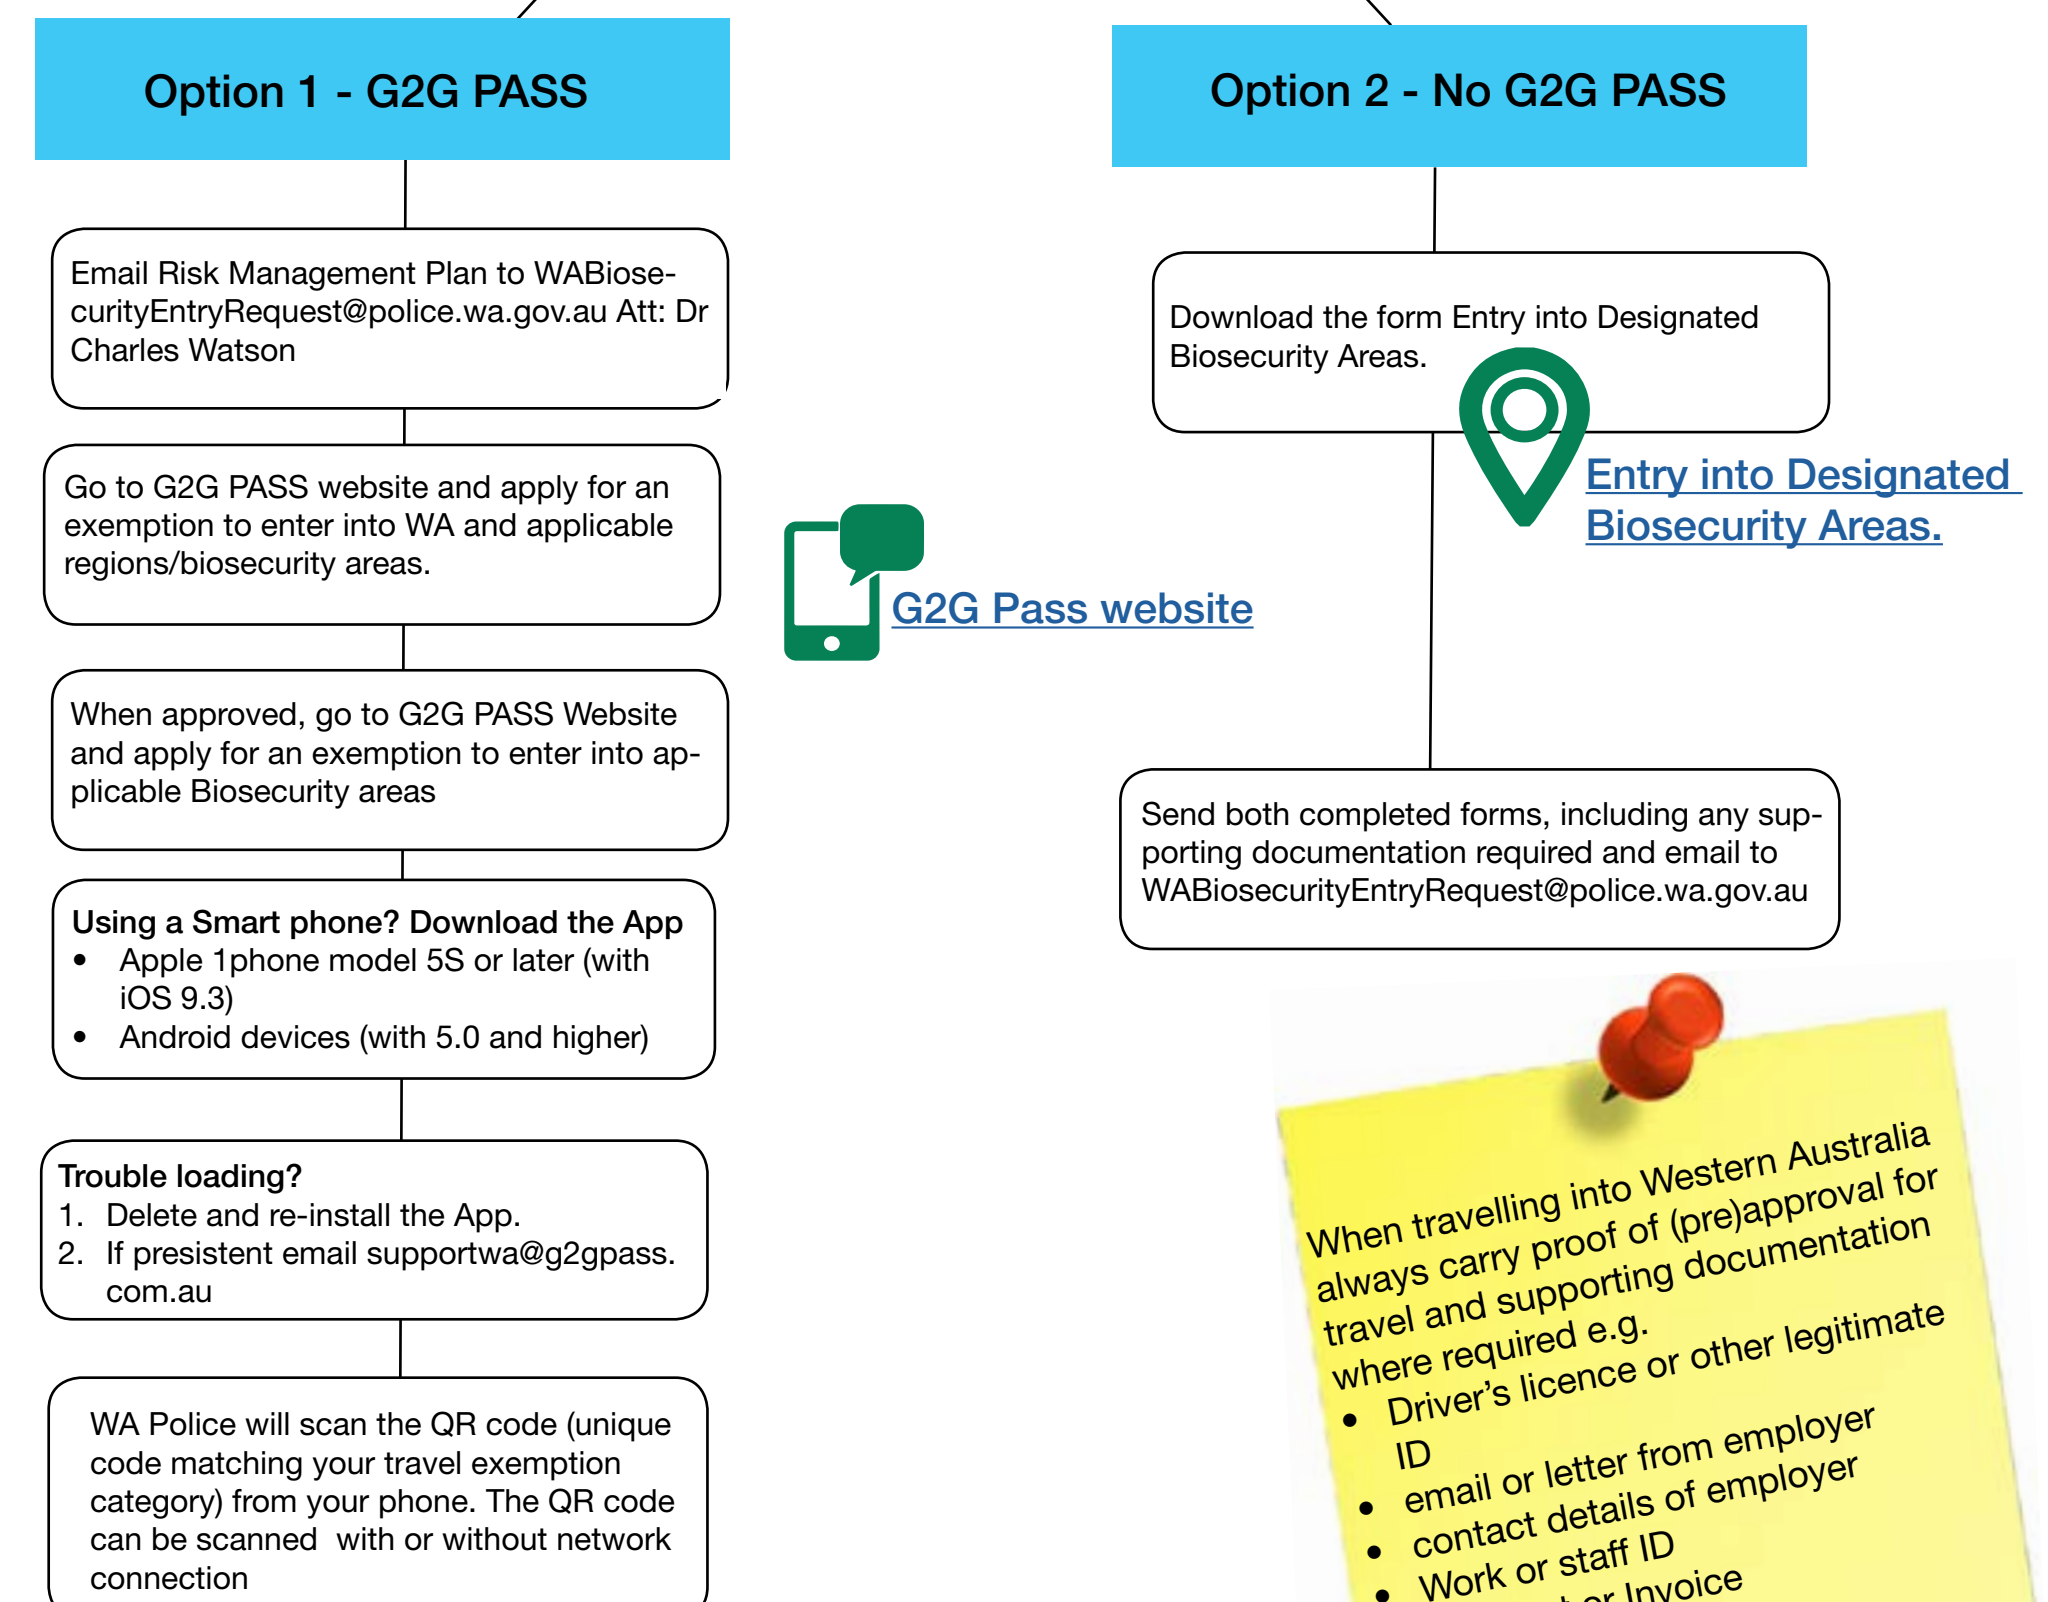 Option 1 - G2G PASS
Email Risk Management Plan to WABiose-
curityEntryRequest@police.wa.gov.au Att: Dr
Charles Watson
Go to G2G PASS website and apply for an
exemption to enter into WA and applicable
regions/biosecurity areas.
G2G Pass website
When approved, go to G2G PASS Website
and apply for an exemption to enter into ap-
plicable Biosecurity areas
Using a Smart phone? Download the App
• Apple 1phone model 5S or later (with
iOS 9.3)
• Android devices (with 5.0 and higher)
Trouble loading?
1. Delete and re-install the App.
2. If presistent email supportwa@g2gpass.
com.au
WA Police will scan the QR code (unique
code matching your travel exemption
category) from your phone. The QR code
can be scanned  with or without network
connection
Option 2 - No G2G PASS
Download the form Entry into Designated
Biosecurity Areas.
Entry into Designated
Biosecurity Areas.
Send both completed forms, including any sup-
porting documentation required and email to
WABiosecurityEntryRequest@police.wa.gov.au
When travelling into Western Australia
always carry proof of (pre)approval for
travel and supporting documentation
where required e.g.
• Driver's licence or other legitimate
ID
• email or letter from employer
• contact details of employer
• Work or staff ID
or Invoice